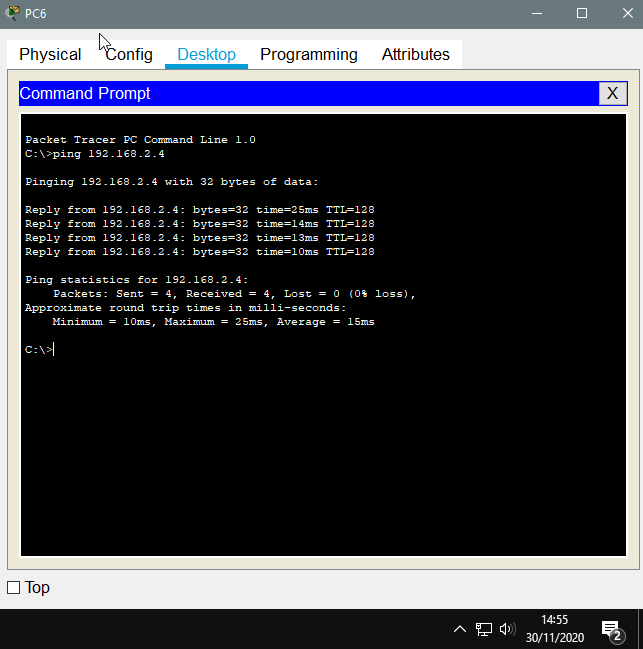 PC6
Physical Config Desktop Programming Attributes
Command Prompt X
Packet Tracer PC Command Line 1.0
C:\>ping 192.168.2.4
Pinging 192.168.2.4 with 32 bytes of data:
Reply from 192.168.2.4: bytes=32 time=25ms TTL=128
Reply from 192.168.2.4: bytes=32 time=14ms TTL=128
Reply from 192.168.2.4: bytes=32 time=13ms TTL=128
Reply from 192.168.2.4: bytes=32 time=10ms TTL=128
Ping statistics for 192.168.2.4:
    Packets: Sent = 4, Received = 4, Lost = 0 (0% loss),
Approximate round trip times in milli-seconds:
    Minimum = 10ms, Maximum = 25ms, Average = 15ms
C:\>
Top
14:55
30/11/2020
2